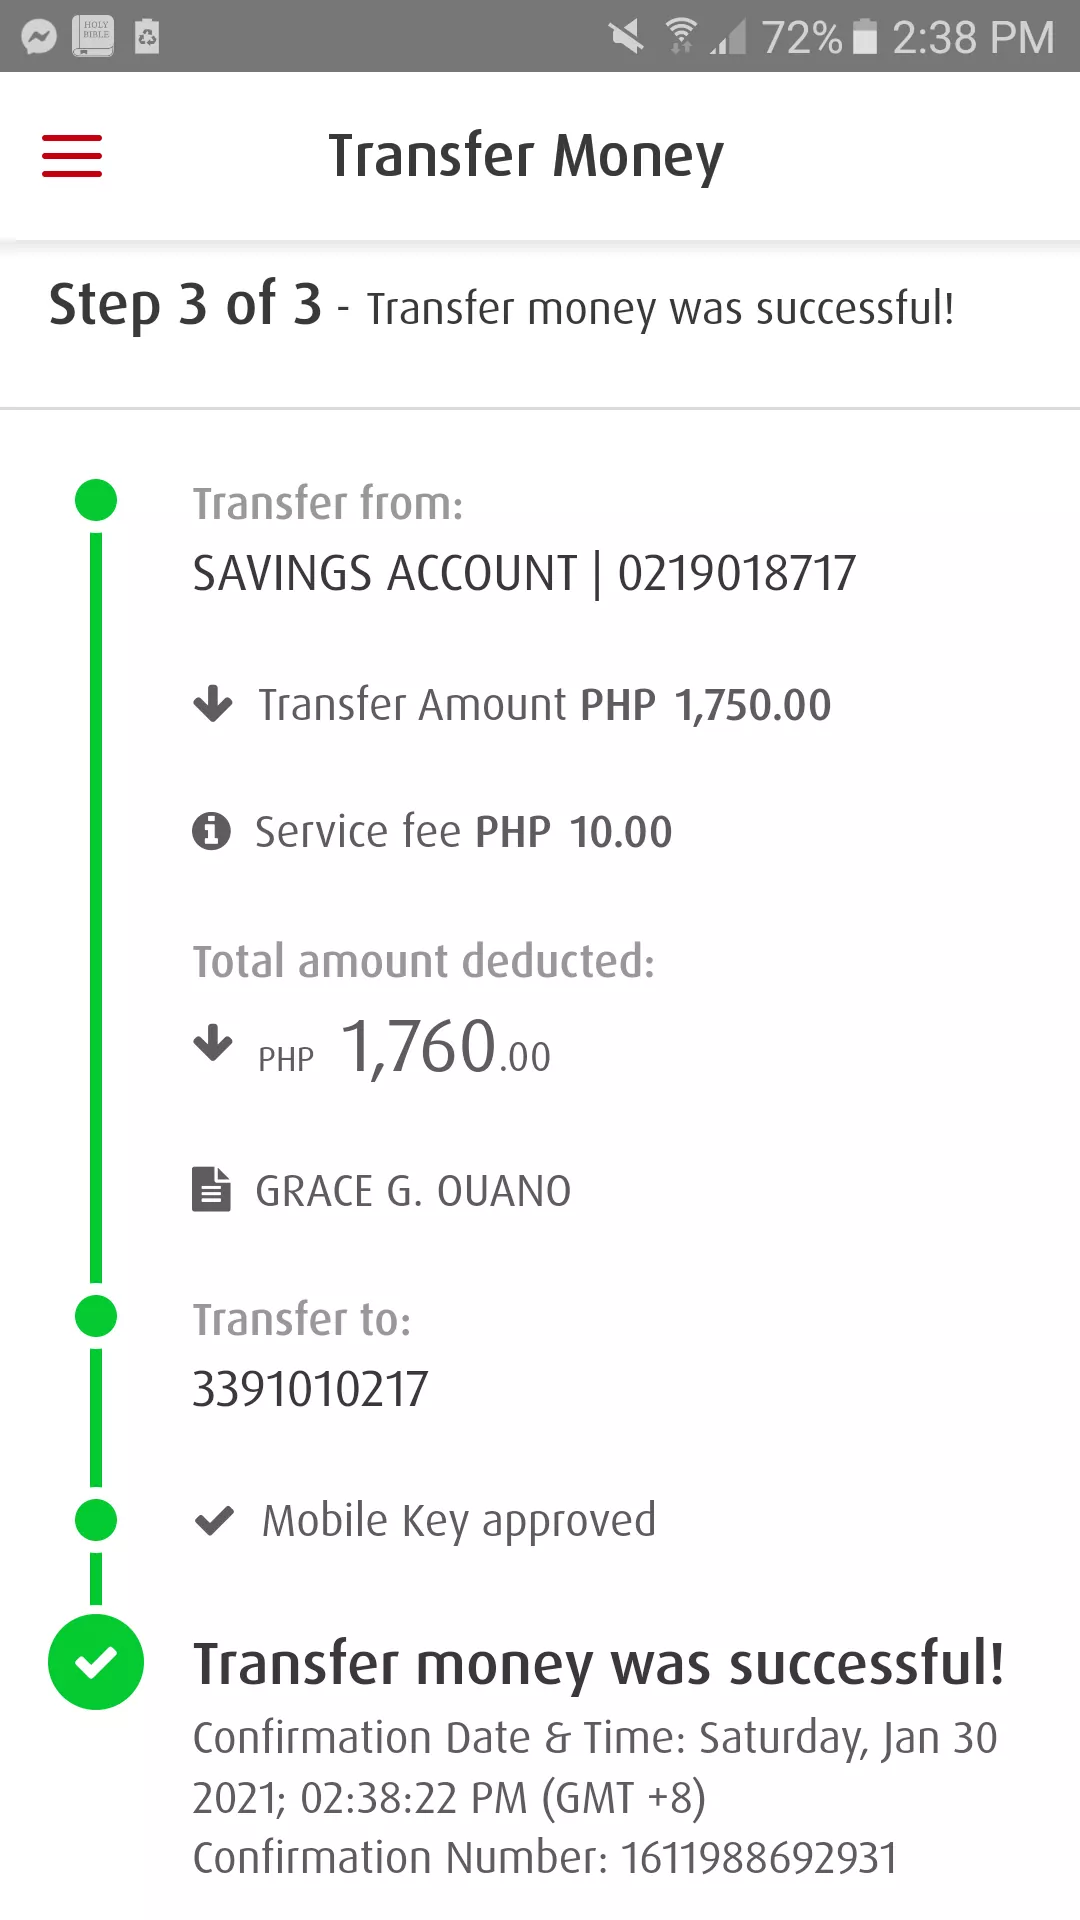 HOLY
BIBLE
72% 2:38 PM
Transfer Money
Step 3 of 3 - Transfer money was successful!
Transfer from:
SAVINGS ACCOUNT | 0219018717
Transfer Amount PHP 1,750.00
Service fee PHP 10.00
Total amount deducted:
PHP 1,760.00
GRACE G. OUANO
Transfer to:
3391010217
Mobile Key approved
Transfer money was successful!
Confirmation Date & Time: Saturday, Jan 30
2021; 02:38:22 PM (GMT +8)
Confirmation Number: 1611988692931